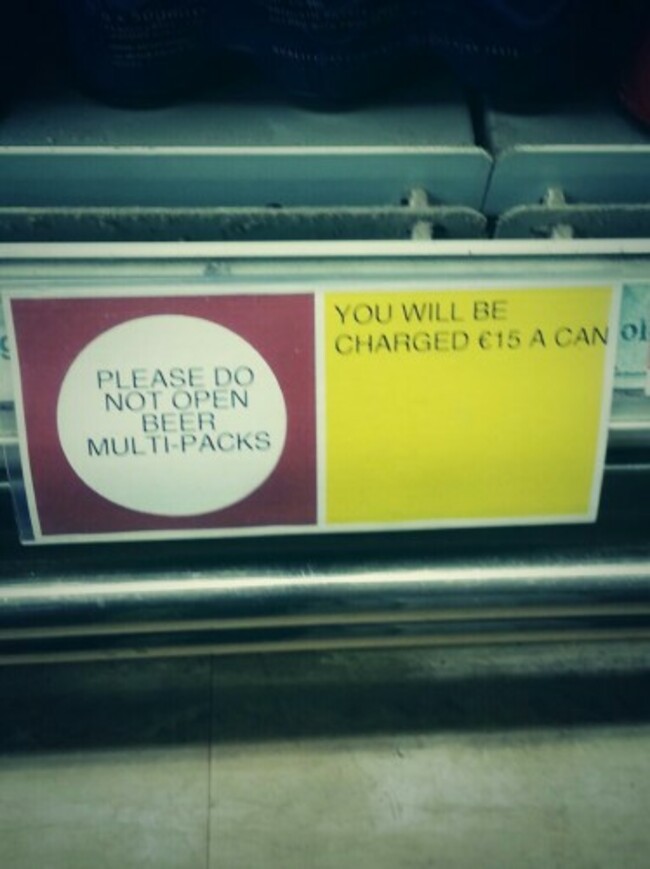 PLEASE DO
NOT OPEN
BEER
MULTI-PACKS
YOU WILL BE
CHARGED €15 A CAN